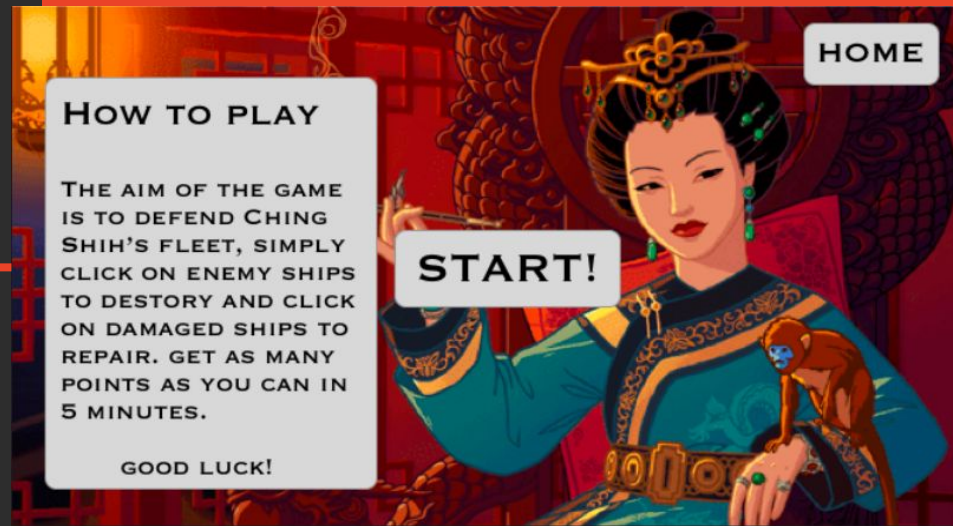 HOME
HOW TO PLAY
THE AIM OF THE GAME
IS TO DEFEND CHING
SHIH'S FLEET, SIMPLY
CLICK ON ENEMY SHIPS
TO DESTORY AND CLICK
ON DAMAGED SHIPS TO
REPAIR. GET AS MANY
POINTS AS YOU CAN IN
5 MINUTES.
GOOD LUCK!
START!